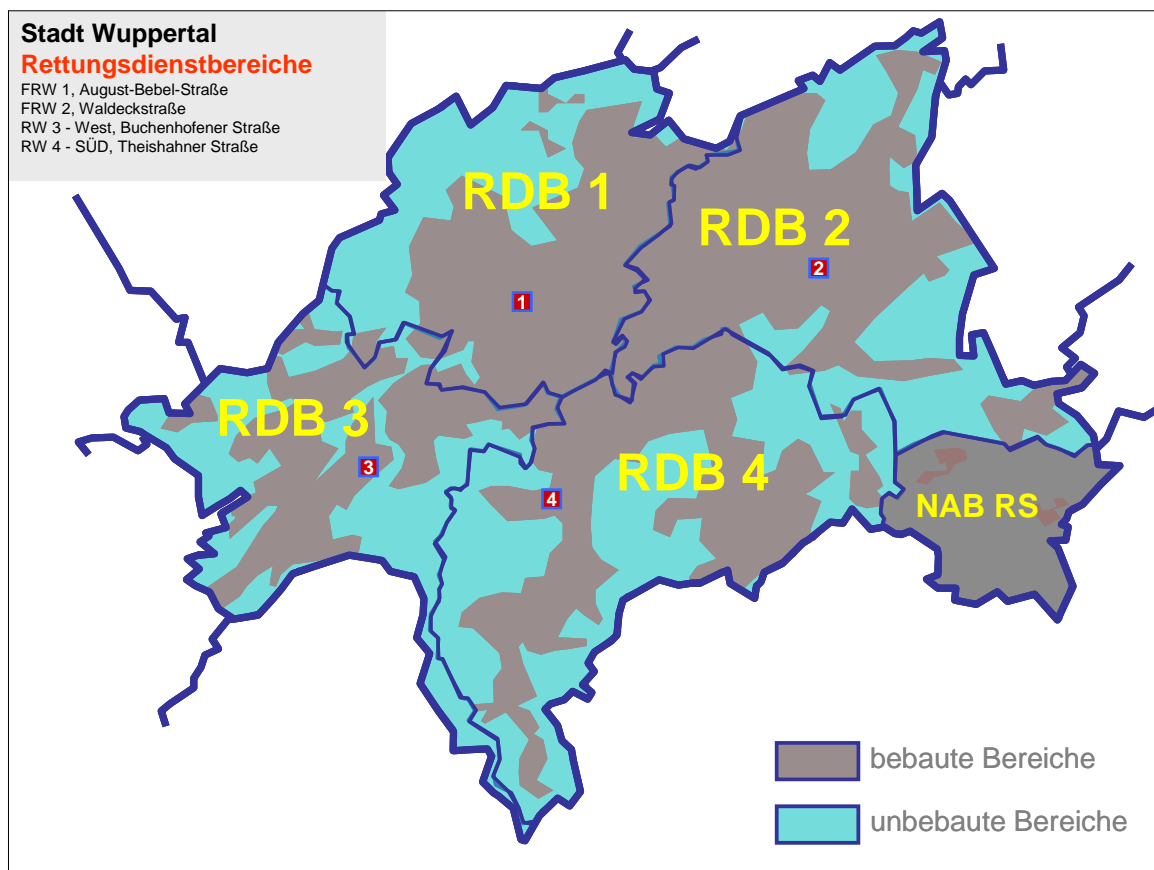 Stadt Wuppertal
Rettungsdienstbereiche
FRW 1, August-Bebel-Straße
FRW 2, Waldeckstraße
RW 3 - West, Buchenhofener Straße
RW 4 - SÜD, Theishahner Straße
RDB 1
RDB 2
2
1
RDB 3
RDB 4
3
4
NAB RS
bebaute Bereiche
unbebaute Bereiche